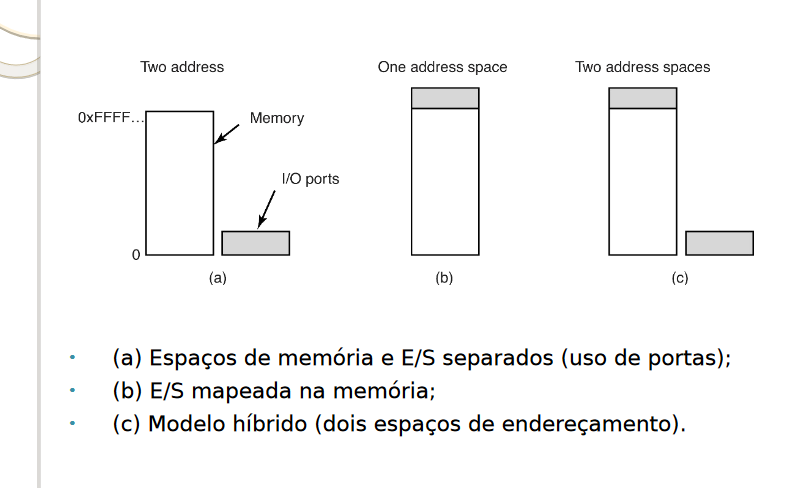 Two address
One address space
Two address spaces
0xFFFF…
Memory
I/O ports
0
(a)
(b)
(c)
• (a) Espaços de memória e E/S separados (uso de portas);
• (b) E/S mapeada na memória;
• (c) Modelo híbrido (dois espaços de endereçamento).